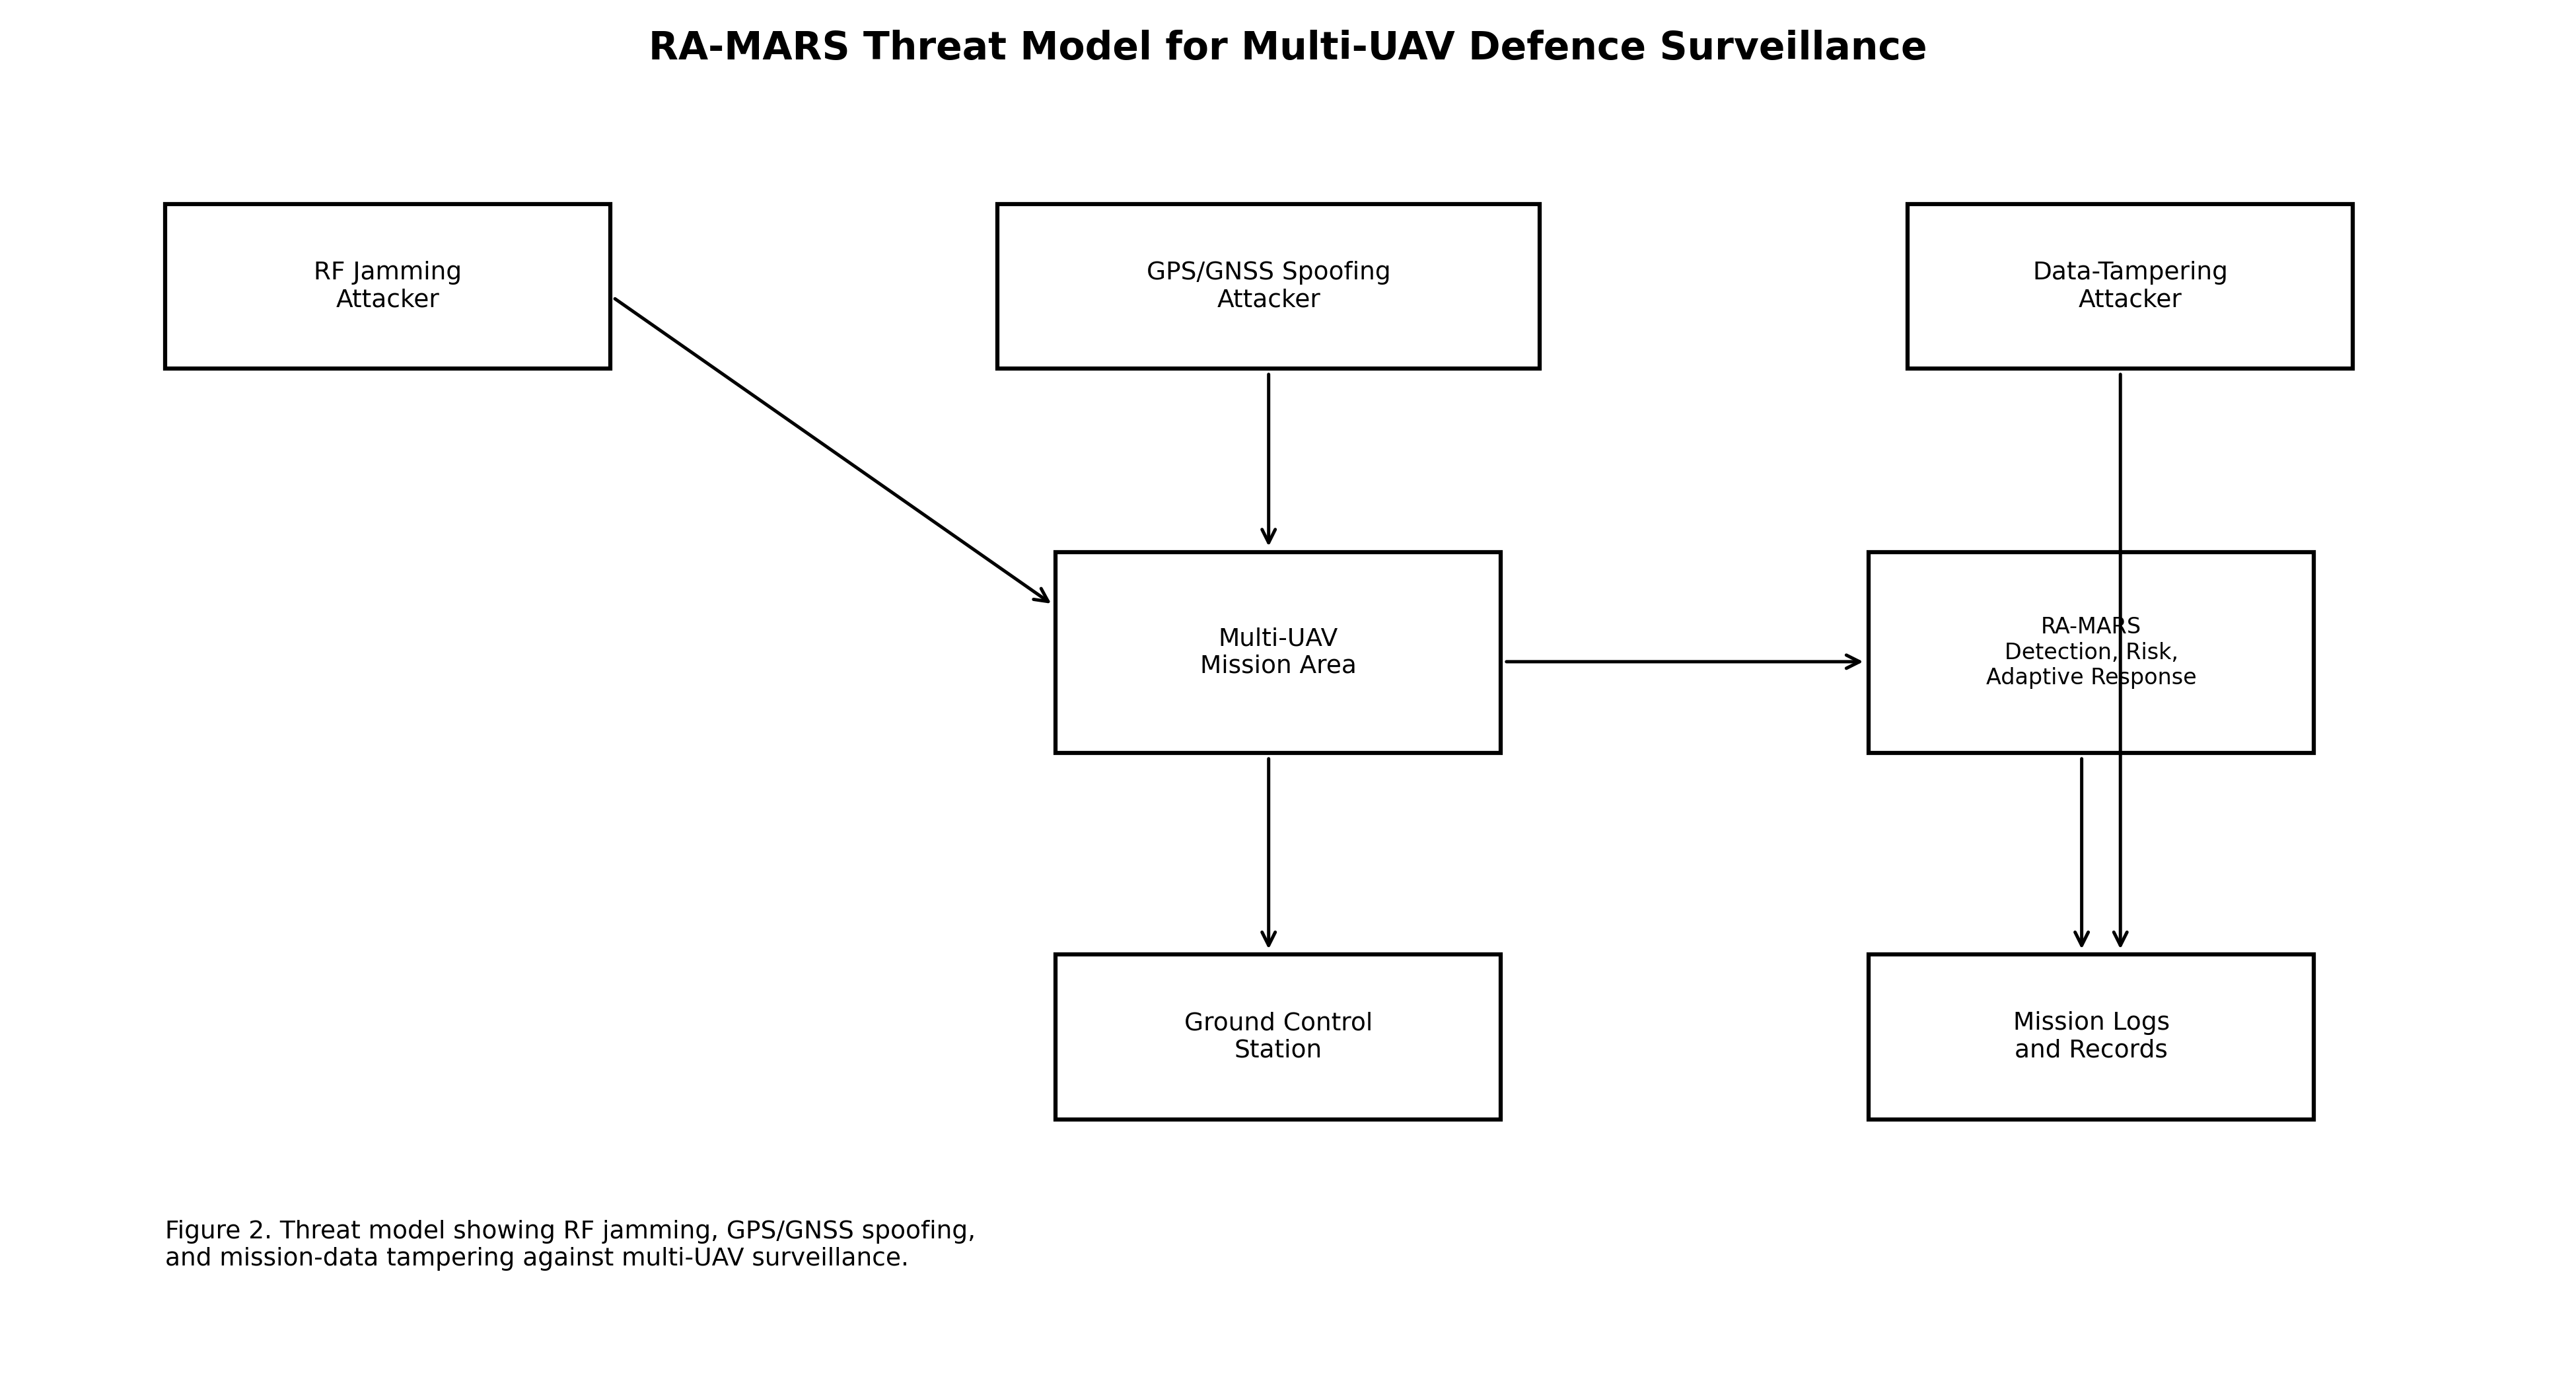 RA-MARS Threat Model for Multi-UAV Defence Surveillance
RF Jamming
Attacker
GPS/GNSS Spoofing
Attacker
Data-Tampering
Attacker
Multi-UAV
Mission Area
RA-MARS
Detection, Risk,
Adaptive Response
Ground Control
Station
Mission Logs
and Records
Figure 2. Threat model showing RF jamming, GPS/GNSS spoofing,
and mission-data tampering against multi-UAV surveillance.